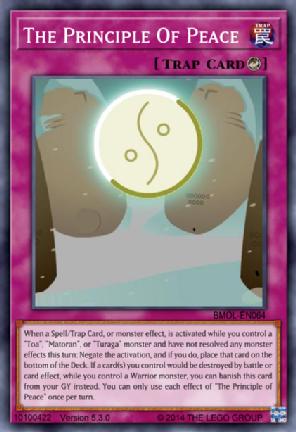 THE PRINCIPLE OF PEACE
TRAP
罠
[ TRAP CARD ]
BMOL-EN064
When a Spell/Trap Card, or monster effect, is activated while you control a
"Toa", "Matoran", or "Turaga" monster and have not resolved any monster
effects this turn: Negate the activation, and if you do, place that card on the
bottom of the Deck. If a card(s) you control would be destroyed by battle or
card effect, while you control a Warrior monster, you can banish this card
from your GY instead. You can only use each effect of "The Principle of
Peace" once per turn.
10100422 Version 5.3.0 ©2014 THE LEGO GROUP